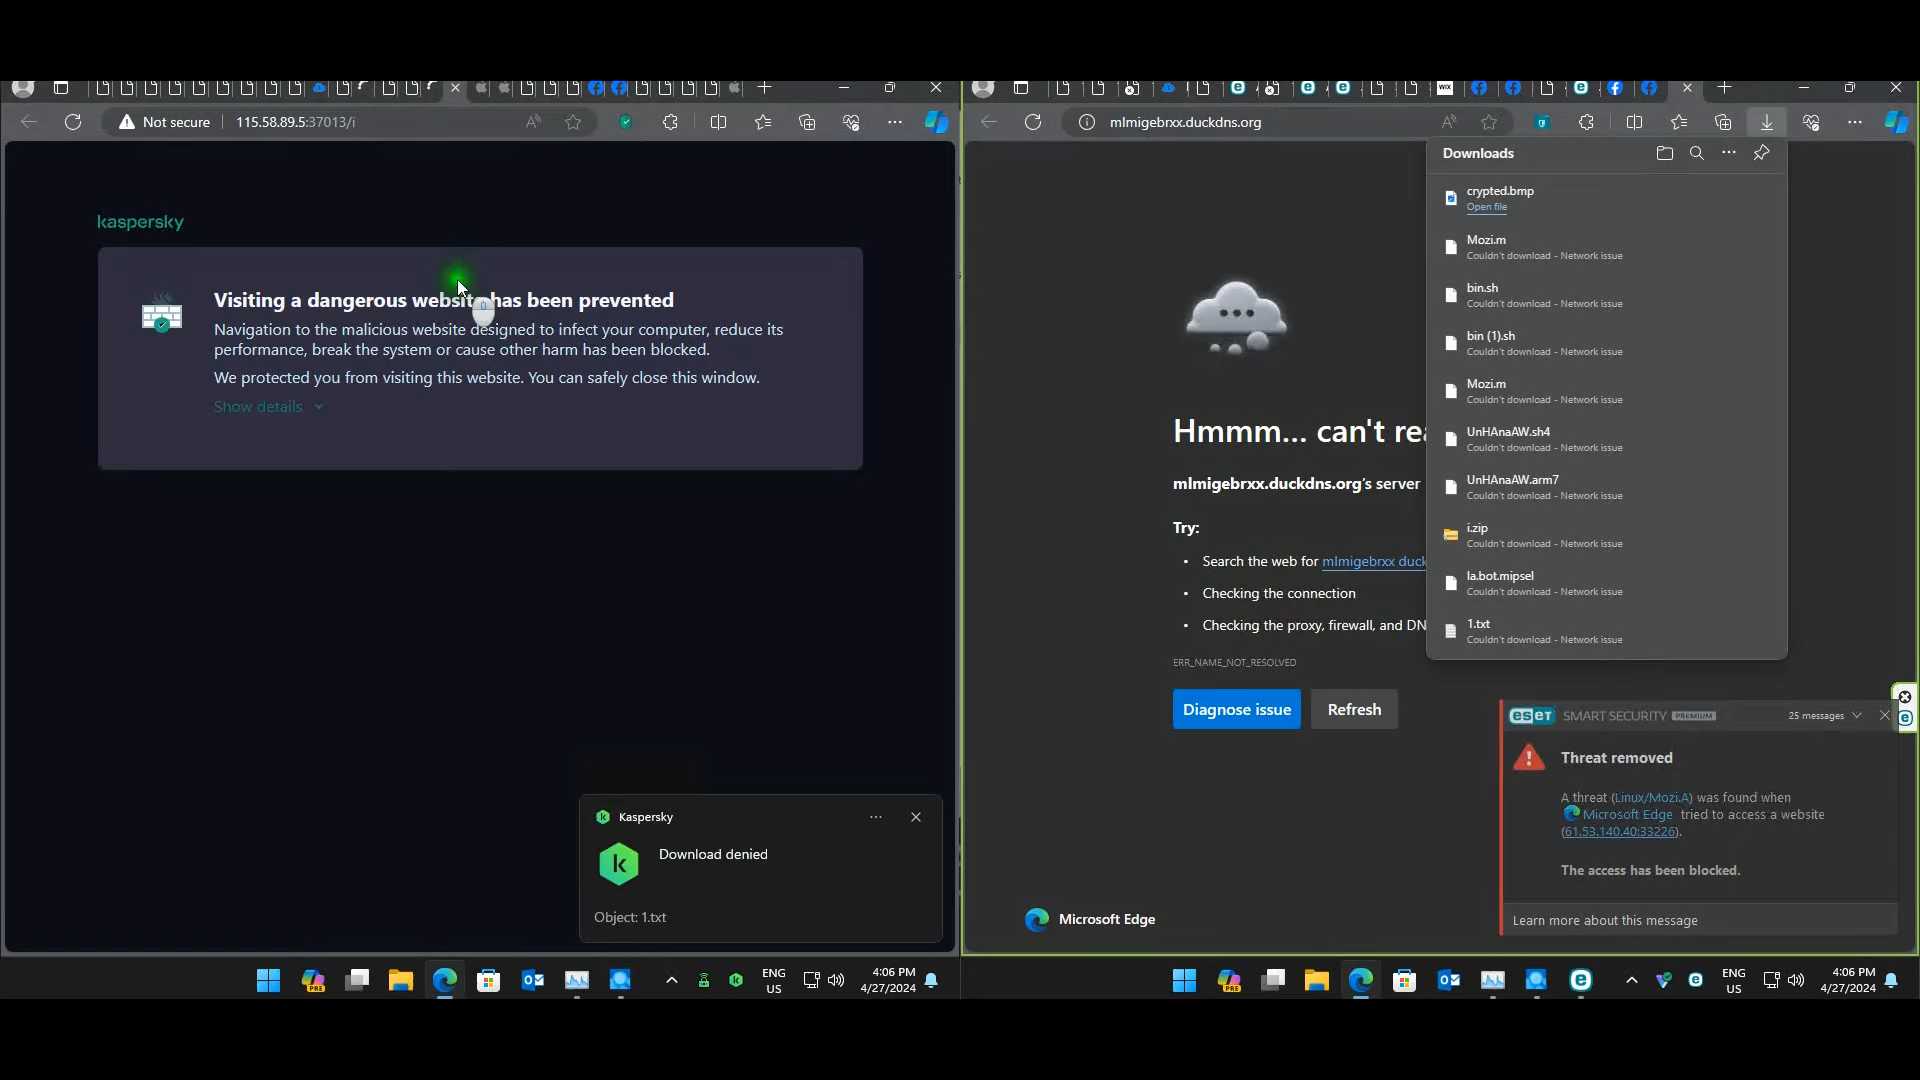 Not secure
115.58.89.5:37013/i
kaspersky
Visiting a dangerous website has been prevented
Navigation to the malicious website designed to infect your computer, reduce its
performance, break the system or cause other harm has been blocked.
We protected you from visiting this website. You can safely close this window.
Show details
Kaspersky
Download denied
Object: 1.txt
ENG
US
4:06 PM
4/27/2024
WIX
mlmigebrxx.duckdns.org
Hmmm... can't rea
mlmigebrxx.duckdns.org's server
Try:
• Search the web for mlmigebrxx duck
• Checking the connection
• Checking the proxy, firewall, and DN
ERR_NAME_NOT_RESOLVED
Diagnose issue
Refresh
Microsoft Edge
Downloads
crypted.bmp
Open file
Mozi.m
Couldn't download - Network issue
bin.sh
Couldn't download - Network issue
bin (1).sh
Couldn't download - Network issue
Mozi.m
Couldn't download - Network issue
UnHAnaAW.sh4
Couldn't download - Network issue
UnHAnaAW.arm7
Couldn't download - Network issue
i.zip
Couldn't download - Network issue
la.bot.mipsel
Couldn't download - Network issue
1.txt
Couldn't download - Network issue
eseT SMART SECURITY PREMIUM
25 messages
Threat removed
A threat (Linux/Mozi.A) was found when
Microsoft Edge tried to access a website
(61.53.140.40:33226).
The access has been blocked.
Learn more about this message
ENG
US
4:06 PM
4/27/2024